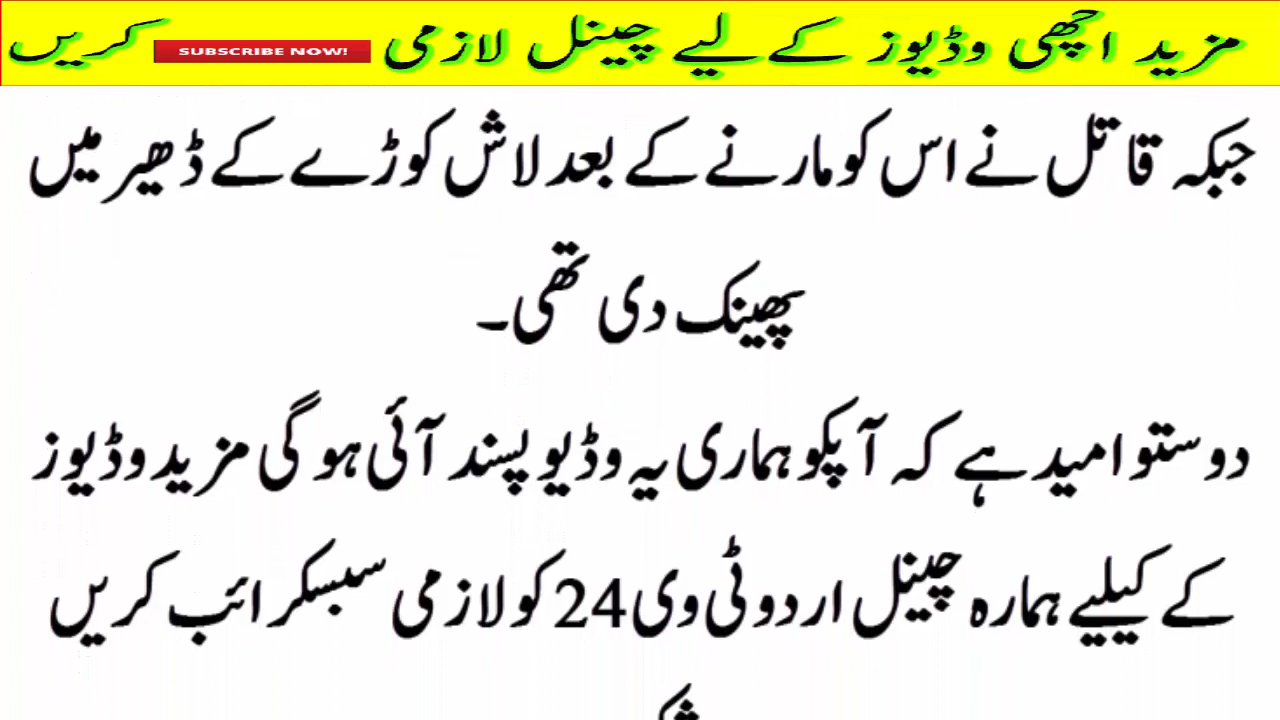 مزید اچھی وڈیوز کے لیے چینل لازمی SUBSCRIBE NOW! کریں
جبکہ قاتل نے اس کو مارنے کے بعد لاش کوڑے کے ڈھیر میں
پھینک دی تھی۔
دوستو امید ہے کہ آپکو ہماری یہ وڈیو پسند آئی ہو گی مزید وڈیوز
کے کیلیے ہمارہ چینل اردو ٹی وی 24 کو لازمی سبسکرائب کریں